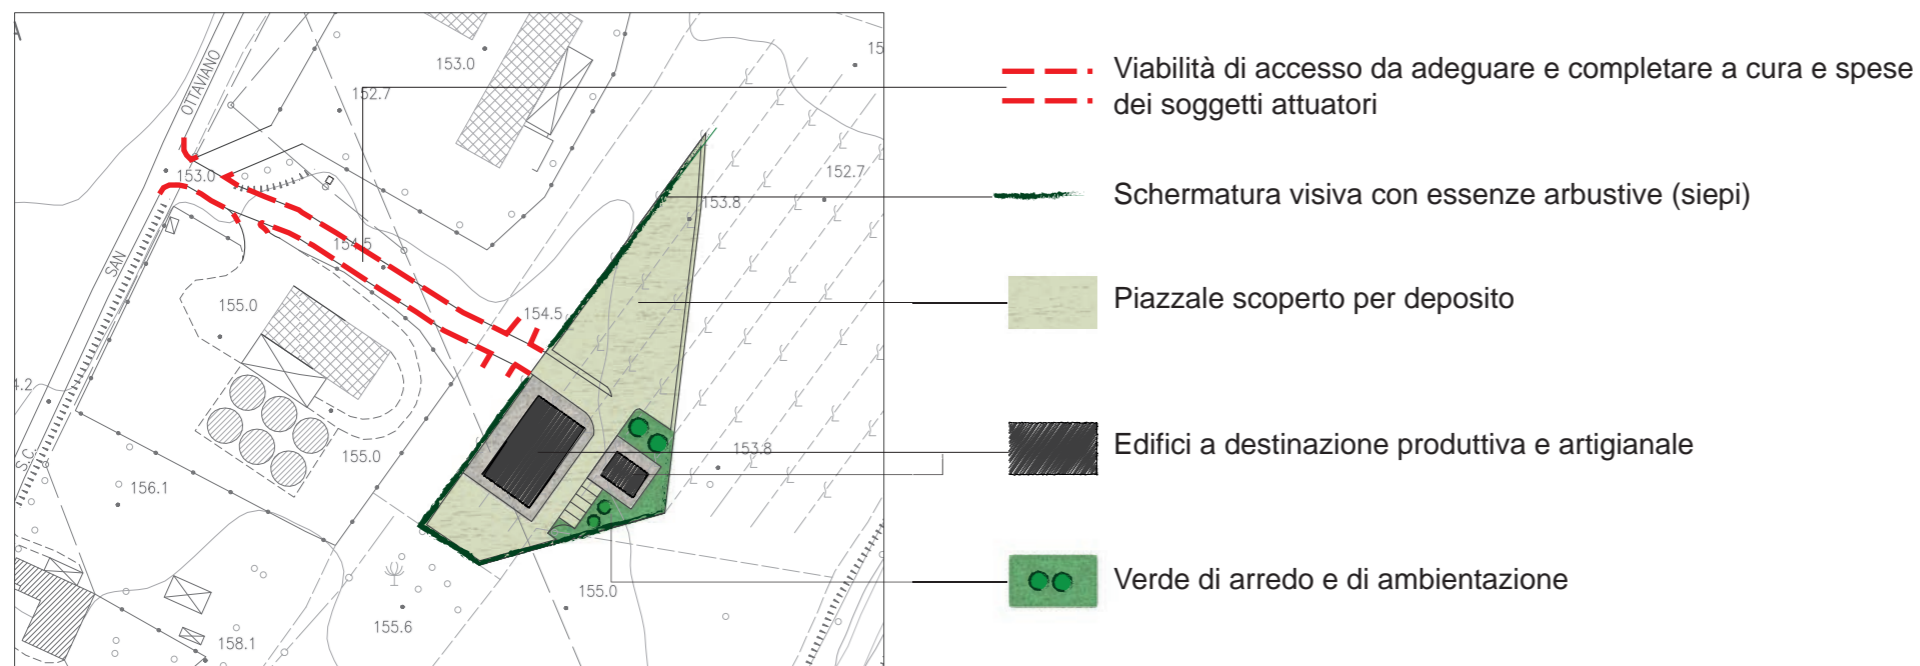 A
OTTAVIANO
153.0
15
152.7
153.0
153.8
152.7
154.5
SAN
155.0
154.5
4.2
153.8
S.C.
155.0
156.1
155.0
155.6
158.1
Viabilità di accesso da adeguare e completare a cura e spese
dei soggetti attuatori
Schermatura visiva con essenze arbustive (siepi)
Piazzale scoperto per deposito
Edifici a destinazione produttiva e artigianale
Verde di arredo e di ambientazione